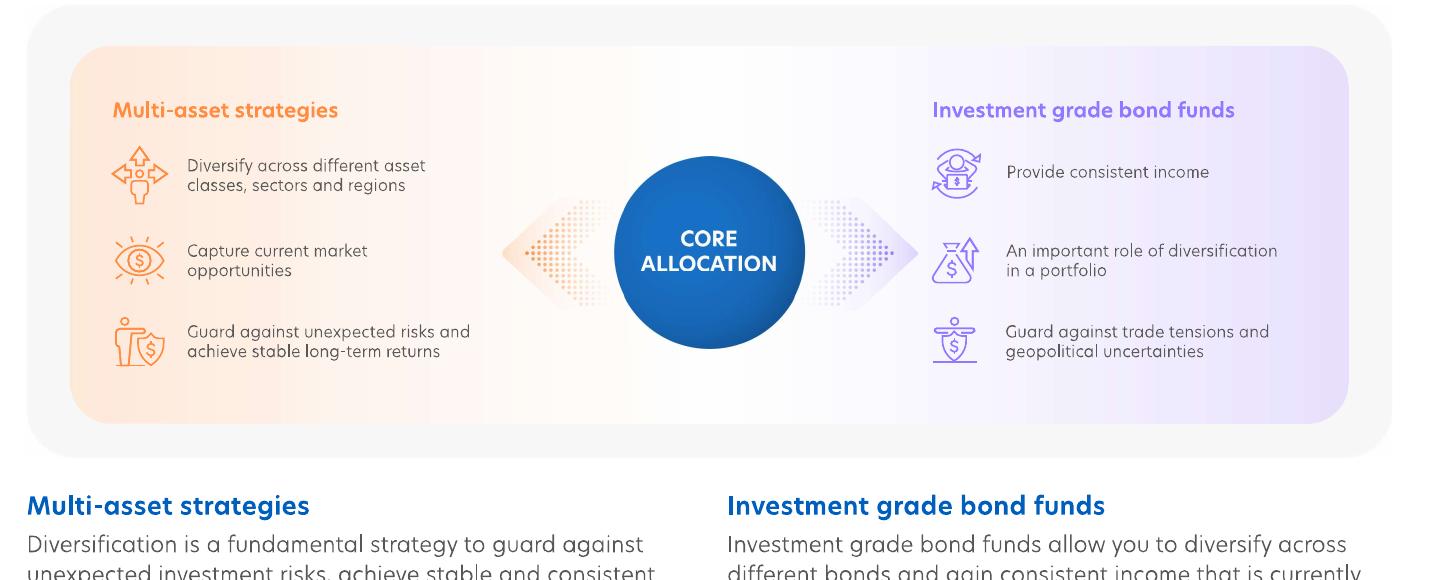 Multi-asset strategies
Diversify across different asset
classes, sectors and regions
Capture current market
opportunities
Guard against unexpected risks and
achieve stable long-term returns
CORE
ALLOCATION
Investment grade bond funds
Provide consistent income
An important role of diversification
in a portfolio
Guard against trade tensions and
geopolitical uncertainties
Multi-asset strategies
Diversification is a fundamental strategy to guard against
unexpected investment risks, achieve stable and consistent
Investment grade bond funds
Investment grade bond funds allow you to diversify across
different bonds and gain consistent income that is currently